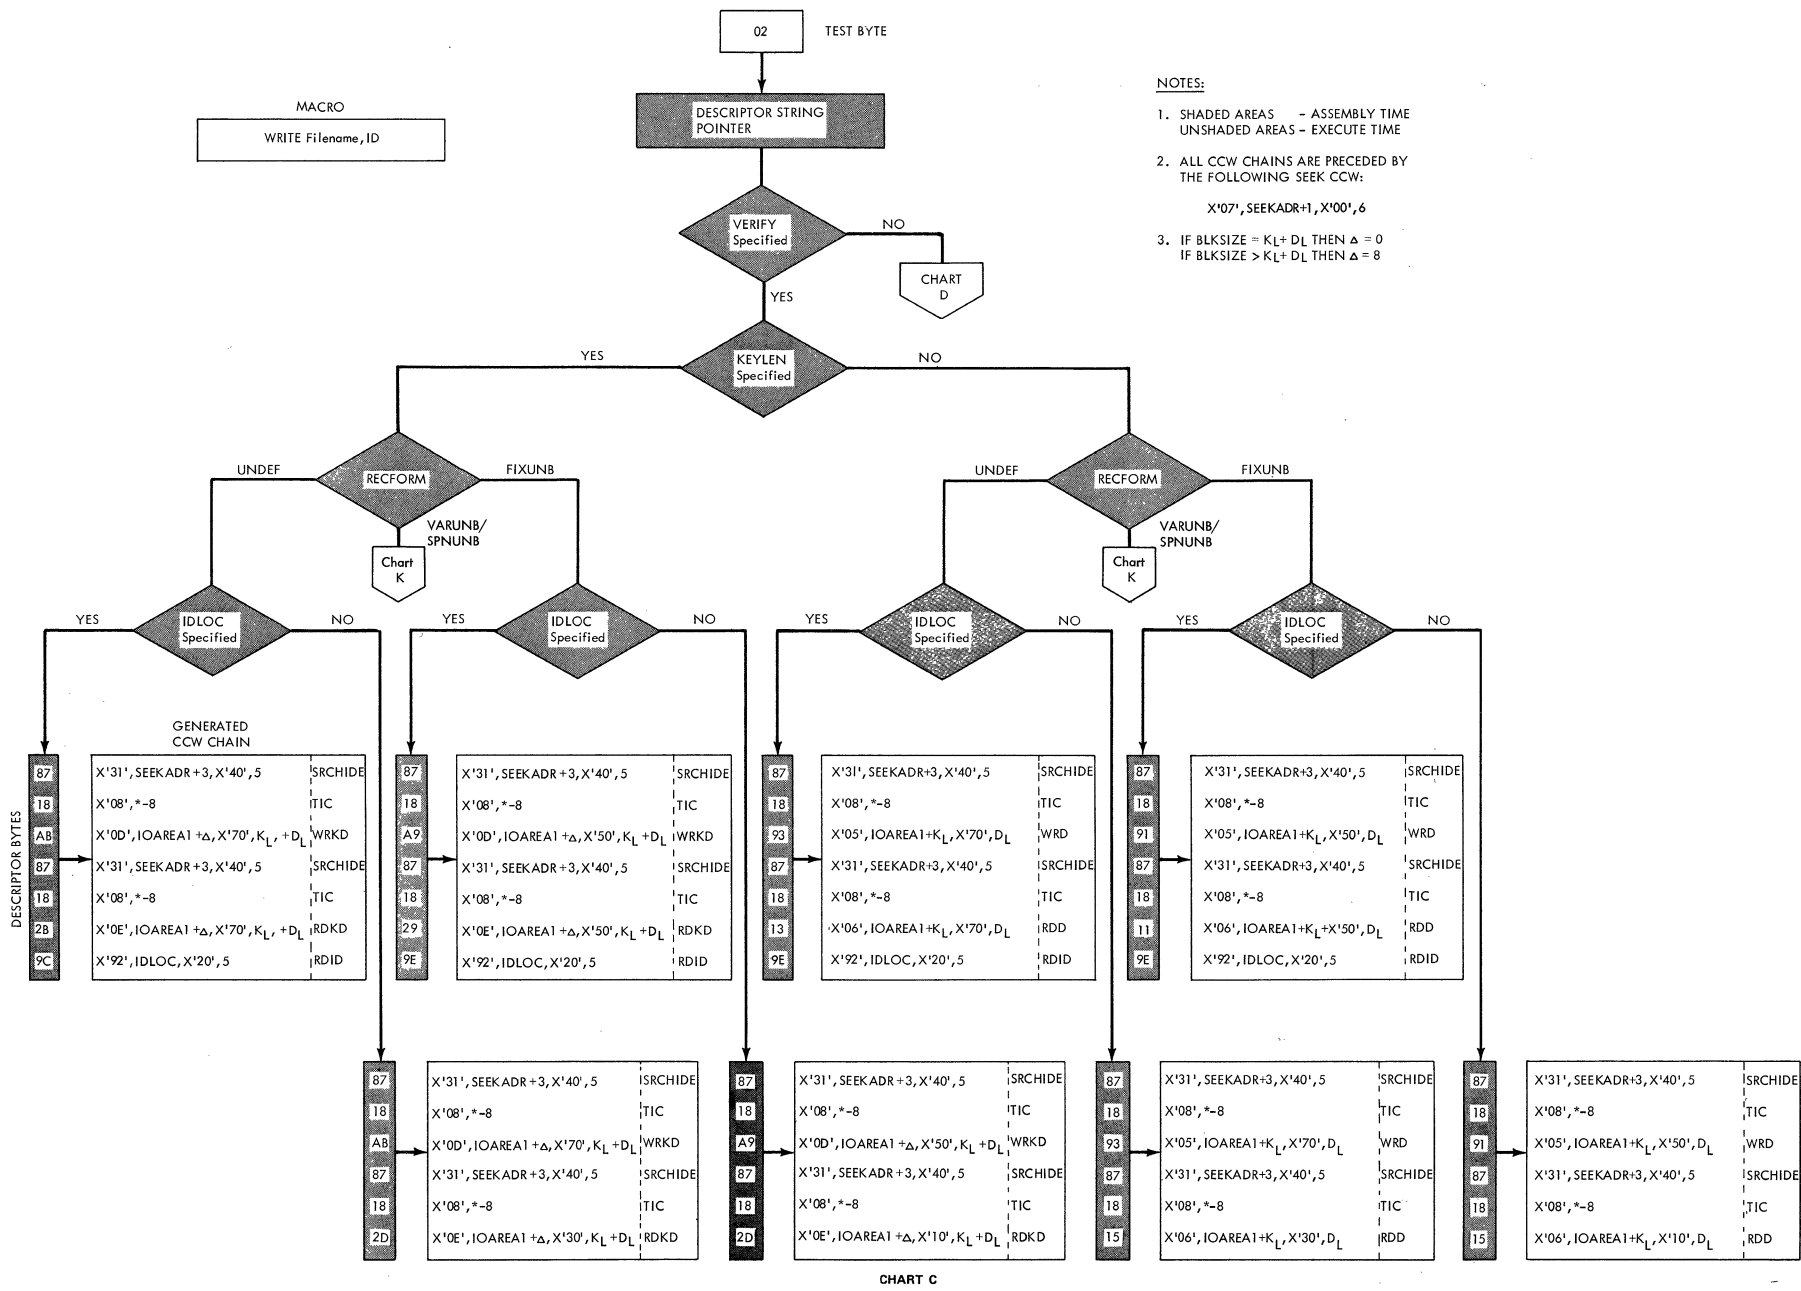 02
TEST BYTE
MACRO
WRITE Filename,ID
DESCRIPTOR STRING
POINTER
NOTES:
1. SHADED AREAS - ASSEMBLY TIME
UNSHADED AREAS - EXECUTE TIME
2. ALL CCW CHAINS ARE PRECEDED BY
THE FOLLOWING SEEK CCW:
X'07',SEEKADR+1,X'00',6
3. IF BLKSIZE = KL+ DL THEN Δ = 0
IF BLKSIZE > KL+ DL THEN Δ = 8
VERIFY
Specified
NO
CHART
D
YES
KEYLEN
Specified
YES
NO
RECFORM
UNDEF
FIXUNB
VARUNB/
SPNUNB
Chart
K
RECFORM
UNDEF
FIXUNB
VARUNB/
SPNUNB
Chart
K
YES
IDLOC
Specified
NO
YES
IDLOC
Specified
NO
YES
IDLOC
Specified
NO
YES
IDLOC
Specified
NO
GENERATED
CCW CHAIN
DESCRIPTOR BYTES
87 X'31',SEEKADR+3,X'40',5 SRCHIDE
18 X'08',*-8 TIC
AB X'0D',IOAREA1+Δ,X'70',KL, +DL WRKD
87 X'31',SEEKADR+3,X'40',5 SRCHIDE
18 X'08',*-8 TIC
2B X'0E',IOAREA1+Δ,X'70',KL, +DL RDKD
9C X'92',IDLOC,X'20',5 RDID
87 X'31',SEEKADR+3,X'40',5 SRCHIDE
18 X'08',*-8 TIC
A9 X'0D',IOAREA1+Δ,X'50',KL+DL WRKD
87 X'31',SEEKADR+3,X'40',5 SRCHIDE
18 X'08',*-8 TIC
29 X'0E',IOAREA1+Δ,X'50',KL+DL RDKD
9E X'92',IDLOC,X'20',5 RDID
87 X'31',SEEKADR+3,X'40',5 SRCHIDE
18 X'08',*-8 TIC
93 X'05',IOAREA1+KL,X'70',DL WRD
87 X'31',SEEKADR+3,X'40',5 SRCHIDE
18 X'08',*-8 TIC
13 X'06',IOAREA1+KL,X'70',DL RDD
9E X'92',IDLOC,X'20',5 RDID
87 X'31',SEEKADR+3,X'40',5 SRCHIDE
18 X'08',*-8 TIC
91 X'05',IOAREA1+KL,X'50',DL WRD
87 X'31',SEEKADR+3,X'40',5 SRCHIDE
18 X'08',*-8 TIC
11 X'06',IOAREA1+KL+X'50',DL RDD
9E X'92',IDLOC,X'20',5 RDID
87 X'31',SEEKADR+3,X'40',5 SRCHIDE
18 X'08',*-8 TIC
AB X'0D',IOAREA1+Δ,X'70',KL+DL WRKD
87 X'31',SEEKADR+3,X'40',5 SRCHIDE
18 X'08',*-8 TIC
2D X'0E',IOAREA1+Δ,X'30',KL+DL RDKD
87 X'31',SEEKADR+3,X'40',5 SRCHIDE
18 X'08',*-8 TIC
A9 X'0D',IOAREA1+Δ,X'50',KL+DL WRKD
87 X'31',SEEKADR+3,X'40',5 SRCHIDE
18 X'08',*-8 TIC
2D X'0E',IOAREA1+Δ,X'10',KL+DL RDKD
87 X'31',SEEKADR+3,X'40',5 SRCHIDE
18 X'08',*-8 TIC
93 X'05',IOAREA1+KL,X'70',DL WRD
87 X'31',SEEKADR+3,X'40',5 SRCHIDE
18 X'08',*-8 TIC
15 X'06',IOAREA1+KL,X'30',DL RDD
87 X'31',SEEKADR+3,X'40',5 SRCHIDE
18 X'08',*-8 TIC
91 X'05',IOAREA1+KL,X'50',DL WRD
87 X'31',SEEKADR+3,X'40',5 SRCHIDE
18 X'08',*-8 TIC
15 X'06',IOAREA1+KL,X'10',DL RDD
CHART C